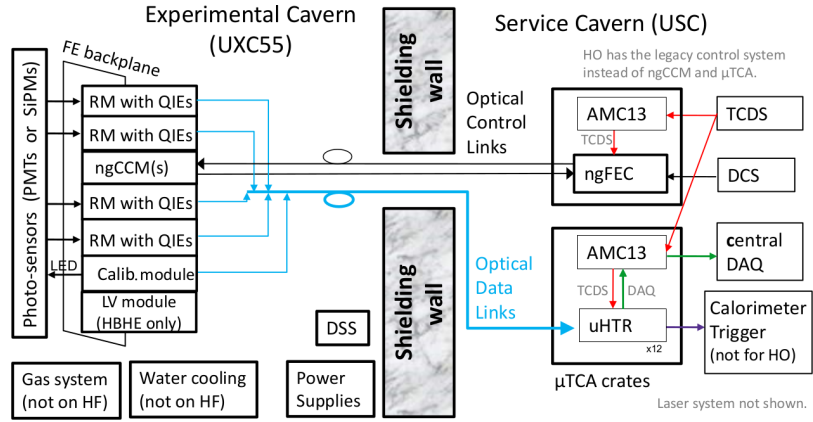 Experimental Cavern
(UXC55)
Service Cavern (USC)
FE backplane
HO has the legacy control system
instead of ngCCM and µTCA.
Photo-sensors (PMTs or SiPMs)
RM with QIEs
RM with QIEs
ngCCM(s)
RM with QIEs
RM with QIEs
LED
Calib. module
LV module
(HBHE only)
Shielding
wall
Shielding
wall
Optical
Control
Links
Optical
Data
Links
AMC13
TCDS
ngFEC
TCDS
DCS
AMC13
TCDS
DAQ
uHTR
x12
µTCA crates
central
DAQ
Calorimeter
Trigger
(not for HO)
DSS
Gas system
(not on HF)
Water cooling
(not on HF)
Power
Supplies
Laser system not shown.